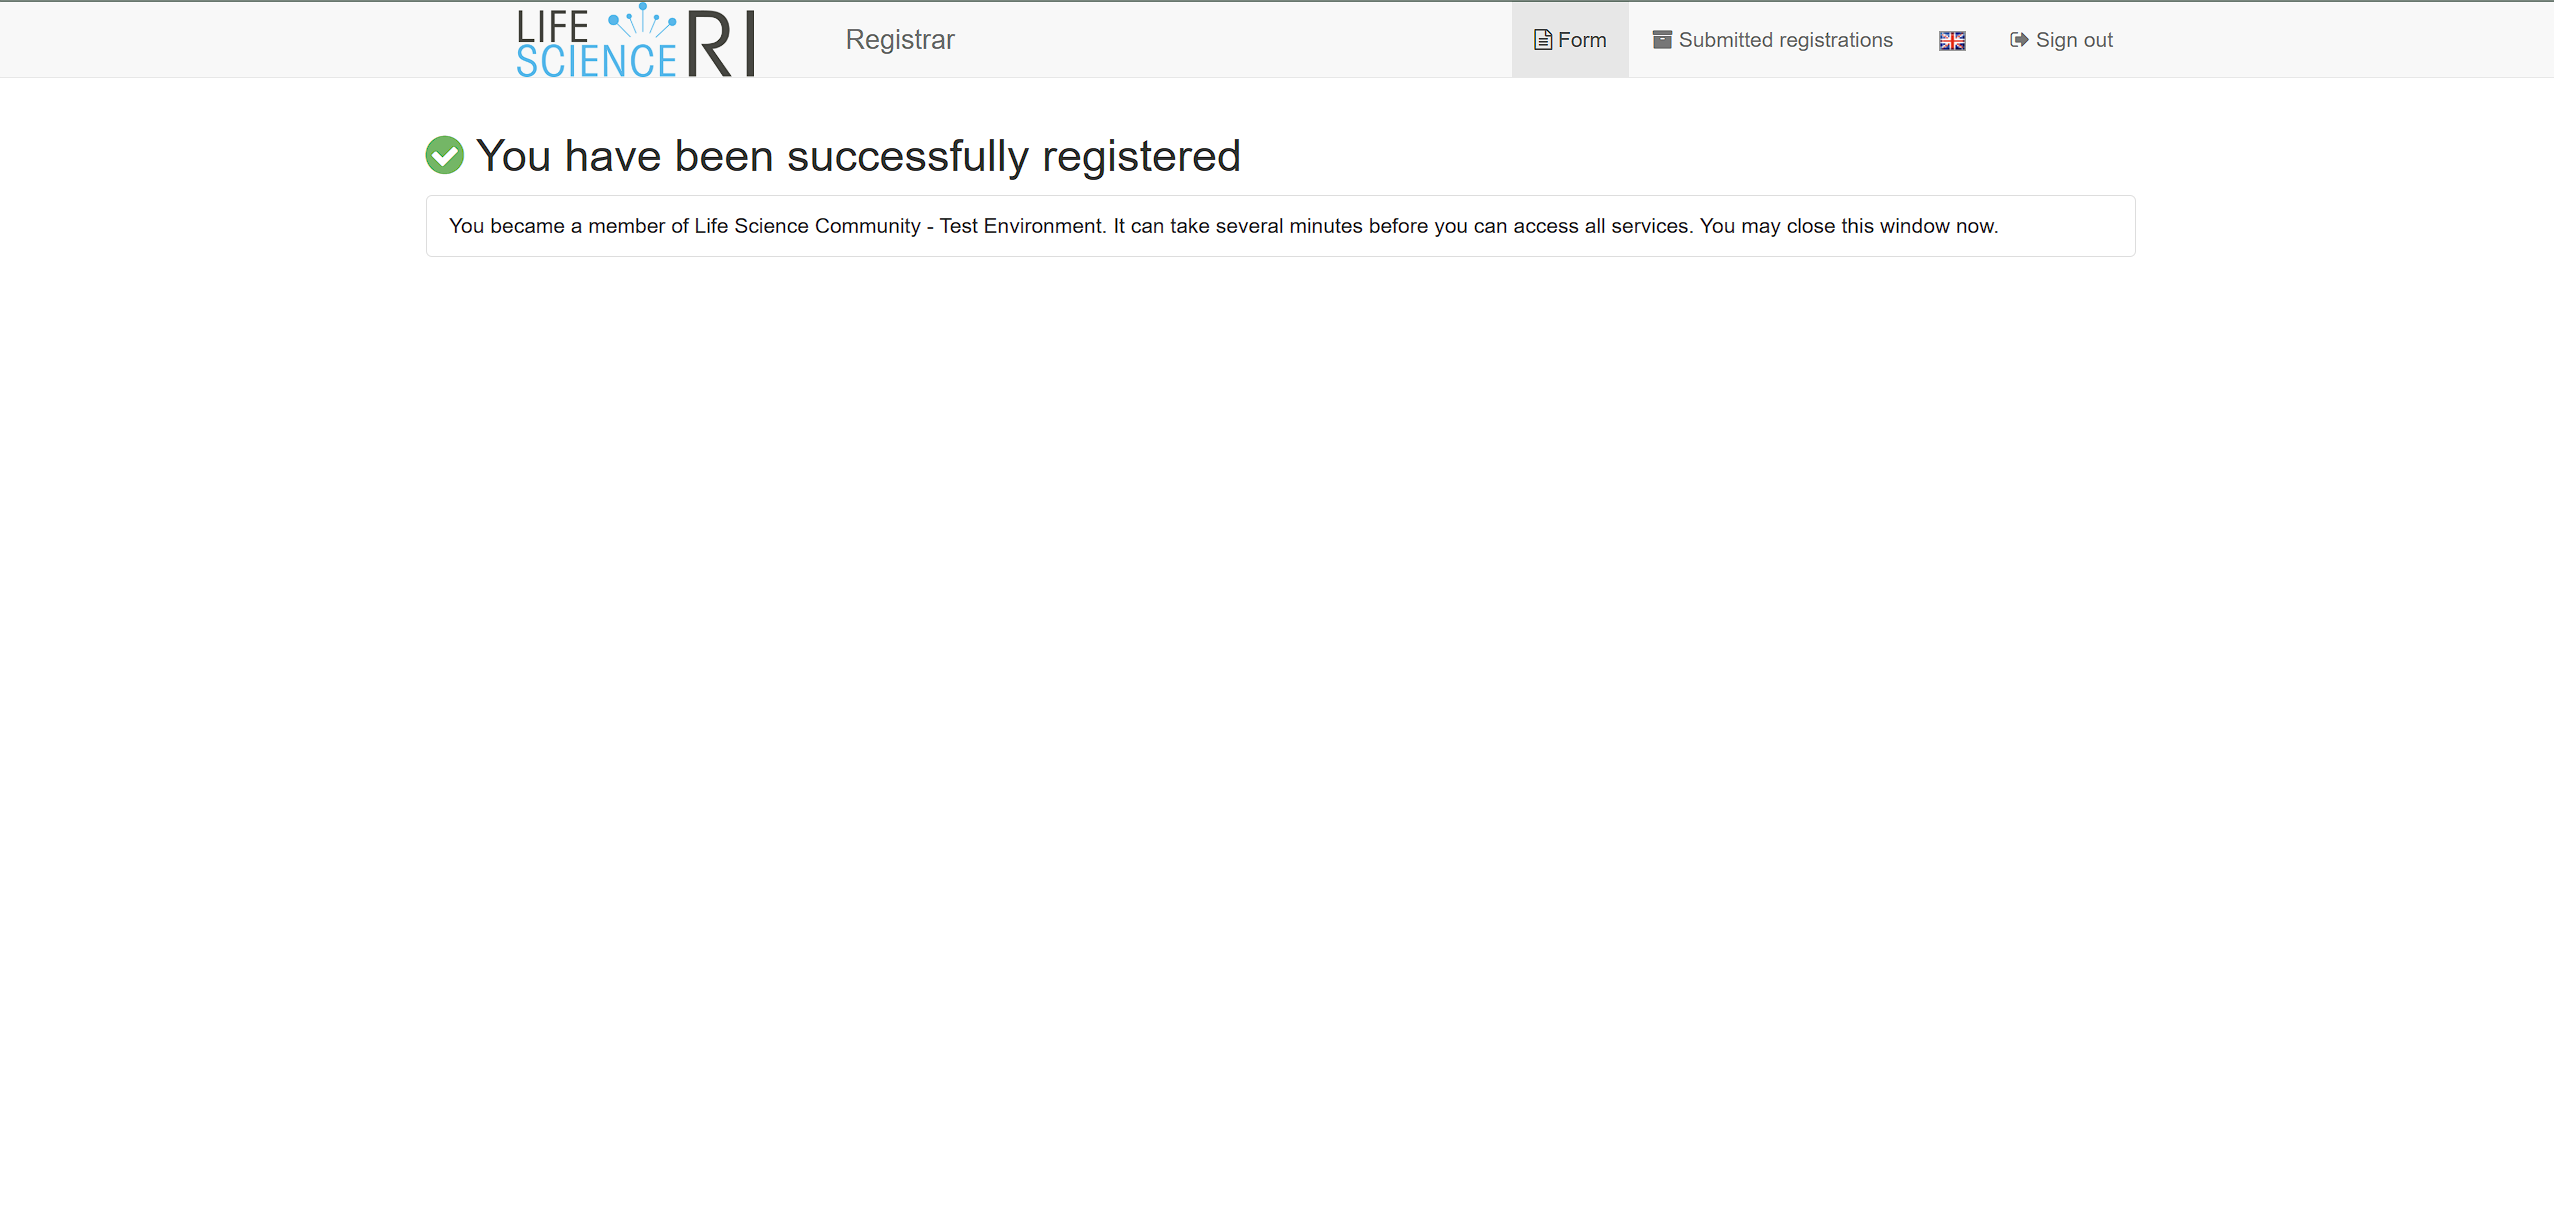 LIFE
SCIENCE RI
Registrar
Form
Submitted registrations
Sign out
You have been successfully registered
You became a member of Life Science Community - Test Environment. It can take several minutes before you can access all services. You may close this window now.